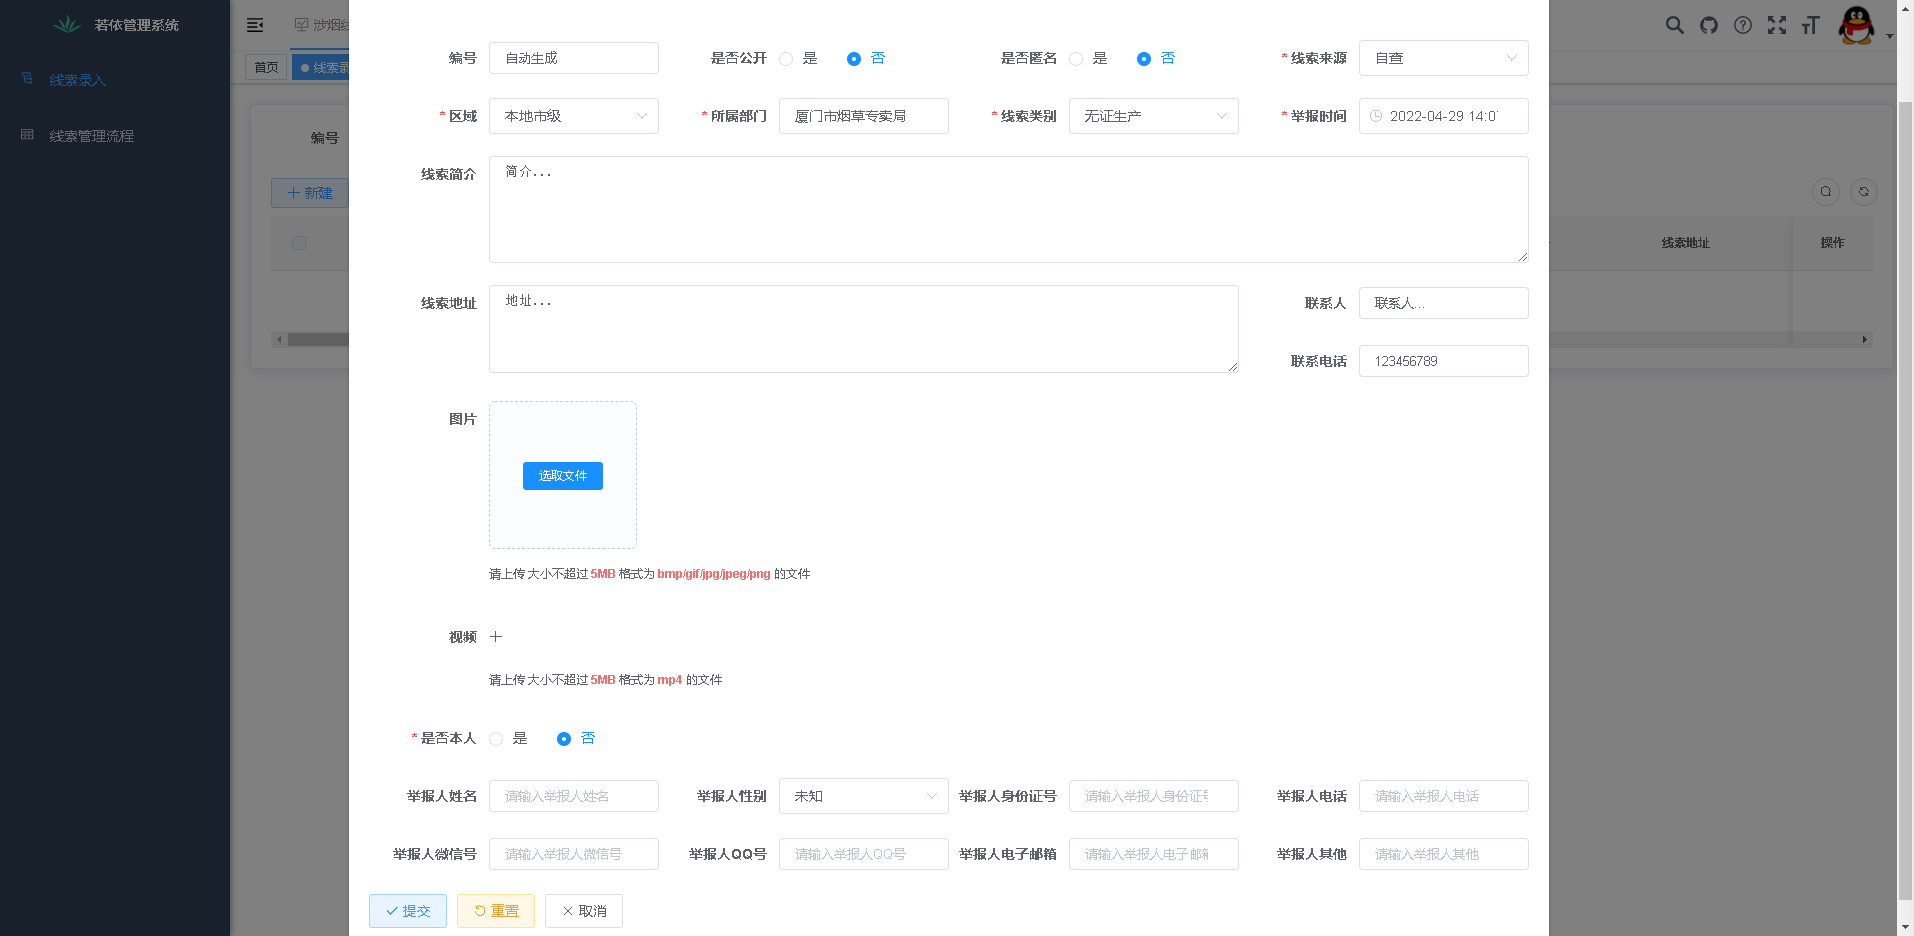 若依管理系统
涉烟线
首页
线索录
线索录入
线索管理流程
编号
新建
线索地址
操作
编号 自动生成 是否公开 是 否 是否匿名 是 否 *线索来源 自查
*区域 本地市级 *所属部门 厦门市烟草专卖局 *线索类别 无证生产 *举报时间 2022-04-29 14:0
线索简介 简介...
线索地址 地址... 联系人 联系人...
联系电话 123456789
图片
选取文件
请上传 大小不超过 5MB 格式为 bmp/gif/jpg/jpeg/png 的文件
视频
请上传 大小不超过 5MB 格式为 mp4 的文件
*是否本人 是 否
举报人姓名 请输入举报人姓名 举报人性别 未知 举报人身份证号 请输入举报人身份证号 举报人电话 请输入举报人电话
举报人微信号 请输入举报人微信号 举报人QQ号 请输入举报人QQ号 举报人电子邮箱 请输入举报人电子邮箱 举报人其他 请输入举报人其他
提交 重置 取消